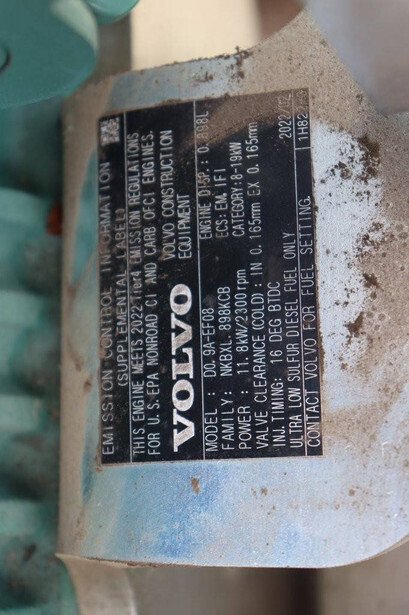 EMISSION CONTROL INFORMATION
(SUPPLEMENTAL LABEL)
THIS ENGINE MEETS 2022 Tier4 EMISSION REGULATIONS
FOR U.S. EPA NONROAD CI AND CARB OFCI ENGINES.
VOLVO
VOLVO CONSTRUCTION
EQUIPMENT
MODEL : D0.9A-EF08 ENGINE DISP.: 0.898L
FAMILY: NKBXL.898KCB ECS: EM IFI
POWER : 11.8kW/2300rpm CATEGORY: 8-19kW
VALVE CLEARANCE(COLD): IN 0.165mm EX 0.165mm
INJ.TIMING: 16 DEG BTDC
ULTRA LOW SULFUR DIESEL FUEL ONLY 2022/02
CONTACT VOLVO FOR FUEL SETTING.